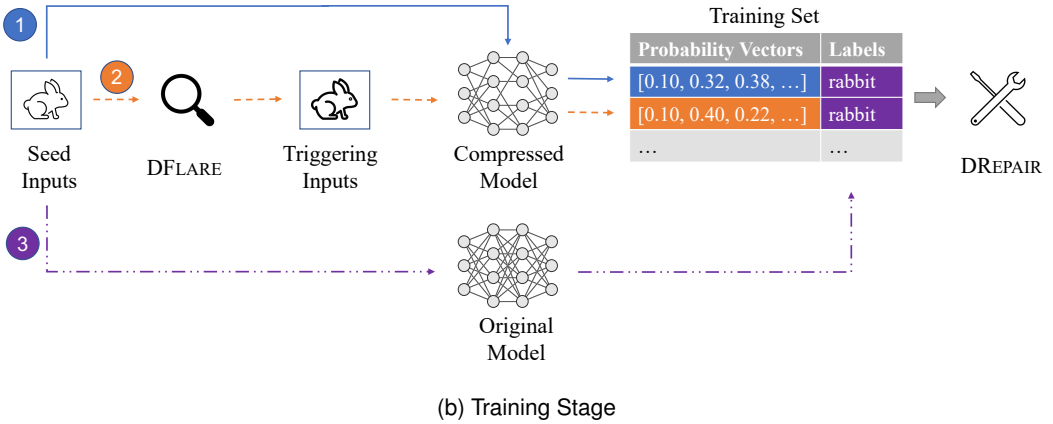 1
Training Set
Probability Vectors Labels
2
[0.10, 0.32, 0.38, …] rabbit
[0.10, 0.40, 0.22, …] rabbit
… …
Seed
Inputs
DFLARE
Triggering
Inputs
Compressed
Model
DREPAIR
3
Original
Model
(b) Training Stage